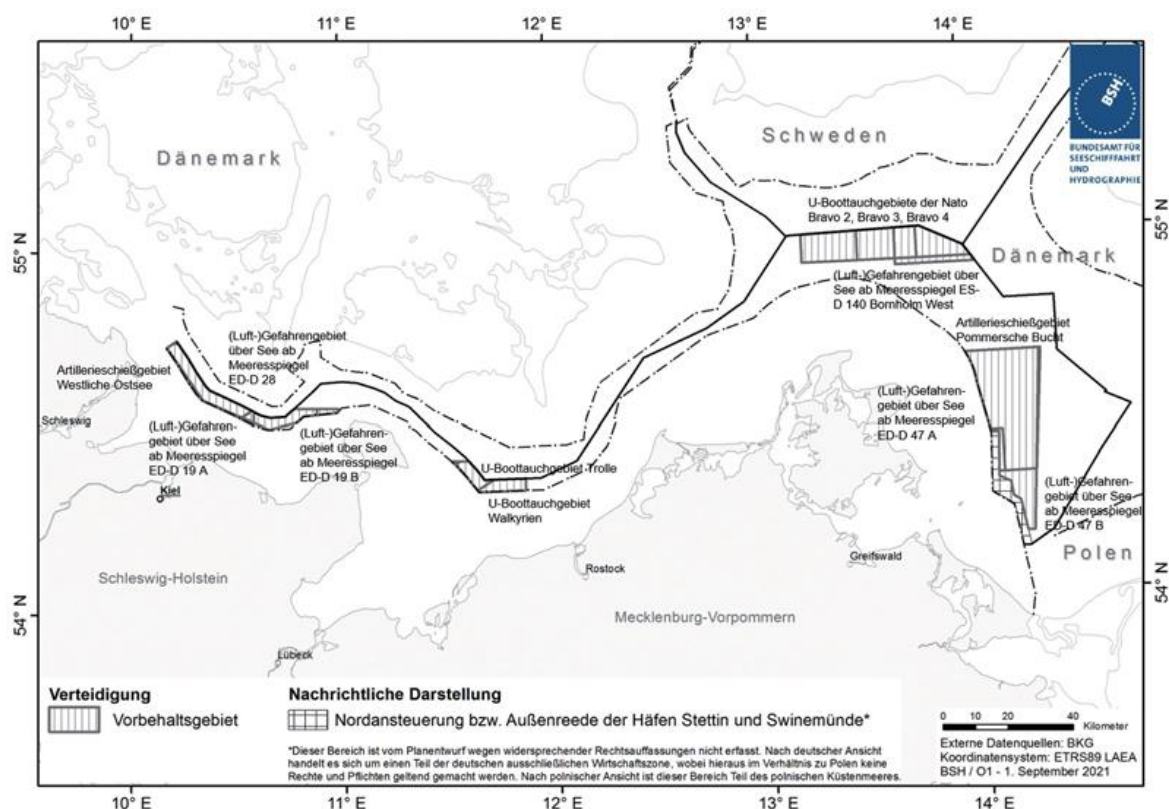 10° E
11° E
12° E
13° E
14° E
BSH
BUNDESAMT FÜR
SEESCHIFFFAHRT
UND
HYDROGRAPHIE
Schweden
Dänemark
U-Boottauchgebiete der Nato
Bravo 2, Bravo 3, Bravo 4
55° N
55° N
Dänemark
(Luft-)Gefahrengebiet über
See ab Meeresspiegel ES-
D 140 Bornholm West
Artillerieschießgebiet
Pommersche Bucht
(Luft-)Gefahrengebiet
über See ab
Meeresspiegel
ED-D 28
Artillerieschießgebiet
Westliche Ostsee
Schleswig
(Luft-)Gefahren-
gebiet über See
ab Meeresspiegel
ED-D 19 A
(Luft-)Gefahren-
gebiet über See
ab Meeresspiegel
ED-D 19 B
(Luft-)Gefahren-
gebiet über See
ab Meeresspiegel
ED-D 47 A
U-Boottauchgebiet Trolle
U-Boottauchgebiet
Walkyrien
(Luft-)Gefahren-
gebiet über See
ab Meeresspiegel
ED-D 47 B
Kiel
Polen
Greifswald
Rostock
Schleswig-Holstein
Mecklenburg-Vorpommern
54° N
54° N
Lübeck
Verteidigung
Vorbehaltsgebiet
Nachrichtliche Darstellung
Nordansteuerung bzw. Außenreede der Häfen Stettin und Swinemünde*
*Dieser Bereich ist vom Planentwurf wegen widersprechender Rechtsauffassungen nicht erfasst. Nach deutscher Ansicht
handelt es sich um einen Teil der deutschen ausschließlichen Wirtschaftszone, wobei hieraus im Verhältnis zu Polen keine
Rechte und Pflichten geltend gemacht werden. Nach polnischer Ansicht ist dieser Bereich Teil des polnischen Küstenmeeres.
0 10 20 40
Kilometer
Externe Datenquellen: BKG
Koordinatensystem: ETRS89 LAEA
BSH / O1 - 1. September 2021
10° E
11° E
12° E
13° E
14° E